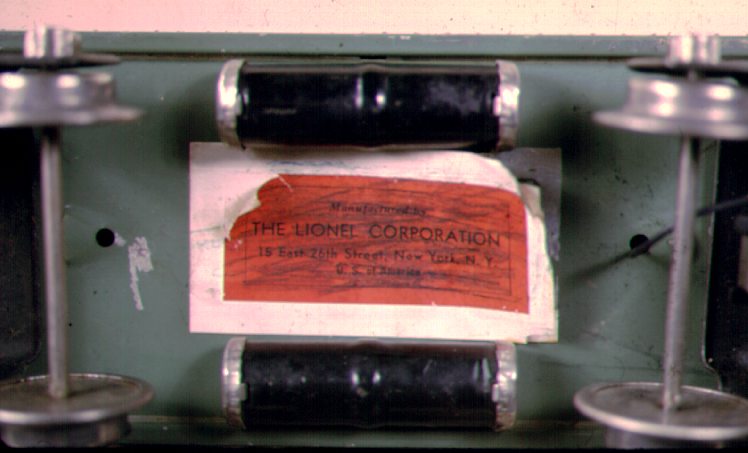 Manufactured by
THE LIONEL CORPORATION
15 East 26th Street, New York, N. Y.
U. S. of America